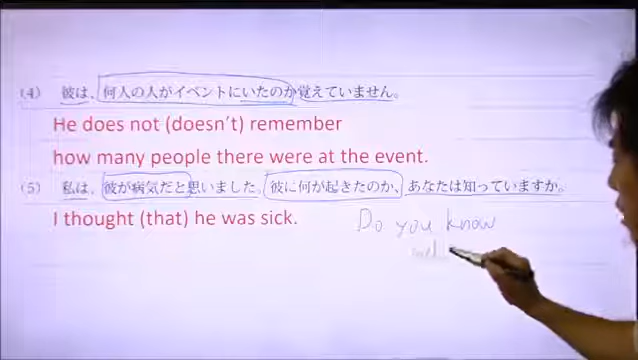 (4) 彼は、何人の人がイベントにいたのか覚えていません。
He does not (doesn't) remember
how many people there were at the event.
(5) 私は、彼が病気だと思いました。彼に何が起きたのか、あなたは知っていますか。
I thought (that) he was sick.
Do you know